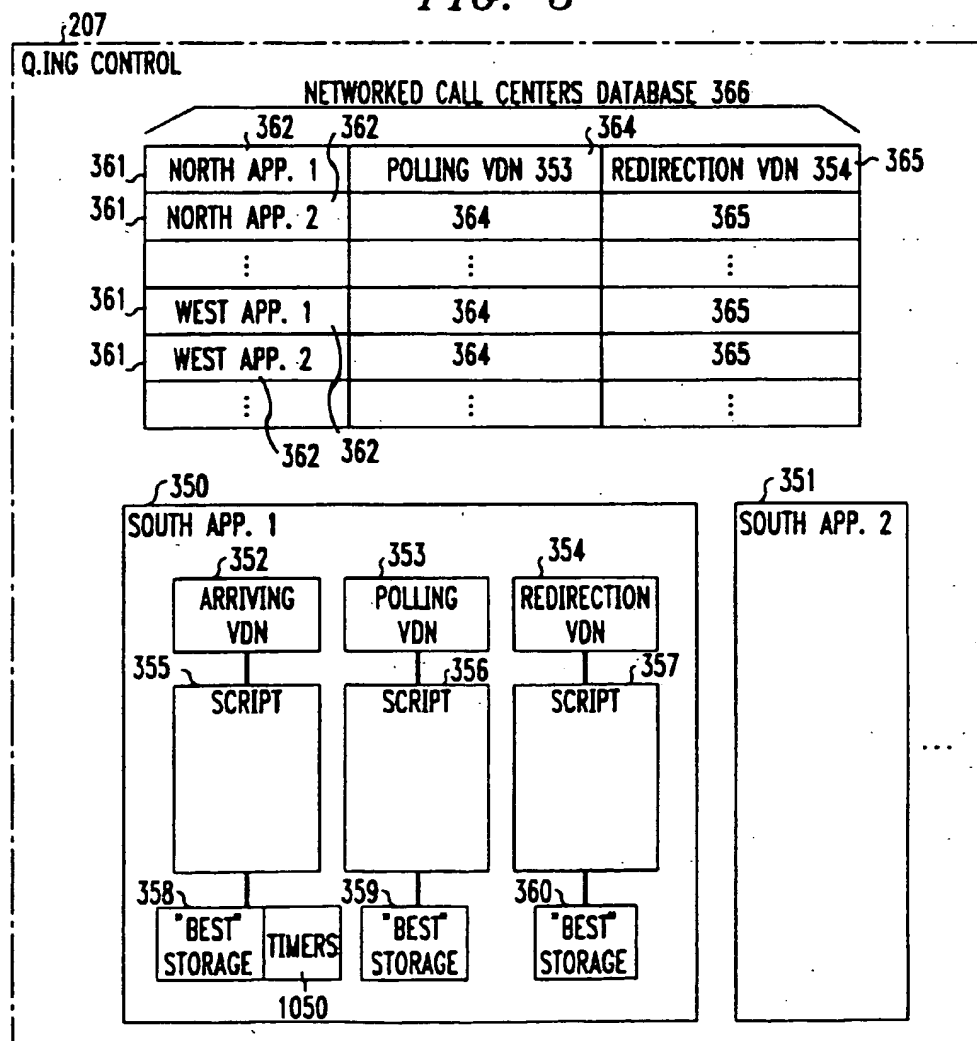 FIG. 3
207
Q.ING CONTROL
NETWORKED CALL CENTERS DATABASE 366
362 362 364
361 NORTH APP. 1 POLLING VDN 353 REDIRECTION VDN 354 365
361 NORTH APP. 2 364 365
⋮ ⋮ ⋮
361 WEST APP. 1 364 365
361 WEST APP. 2 364 365
⋮ ⋮ ⋮
362 362
350
SOUTH APP. 1
351
SOUTH APP. 2
352 353 354
ARRIVING VDN
POLLING VDN
REDIRECTION VDN
355 356 357
SCRIPT SCRIPT SCRIPT
...
358 359 360
"BEST" STORAGE
TIMERS
"BEST" STORAGE
"BEST" STORAGE
1050